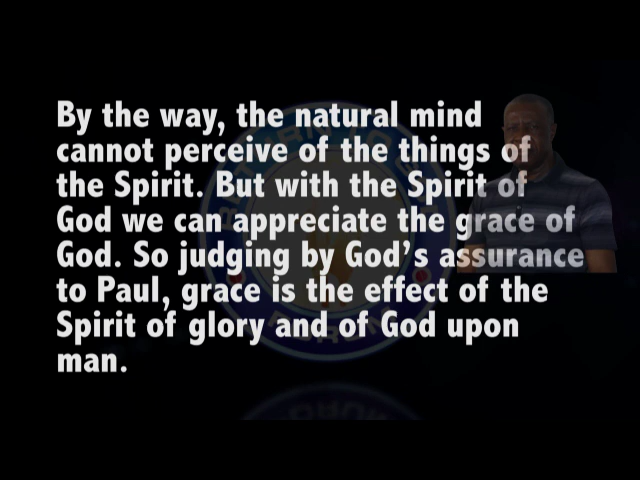 By the way, the natural mind
cannot perceive of the things of
the Spirit. But with the Spirit of
God we can appreciate the grace of
God. So judging by God's assurance
to Paul, grace is the effect of the
Spirit of glory and of God upon
man.